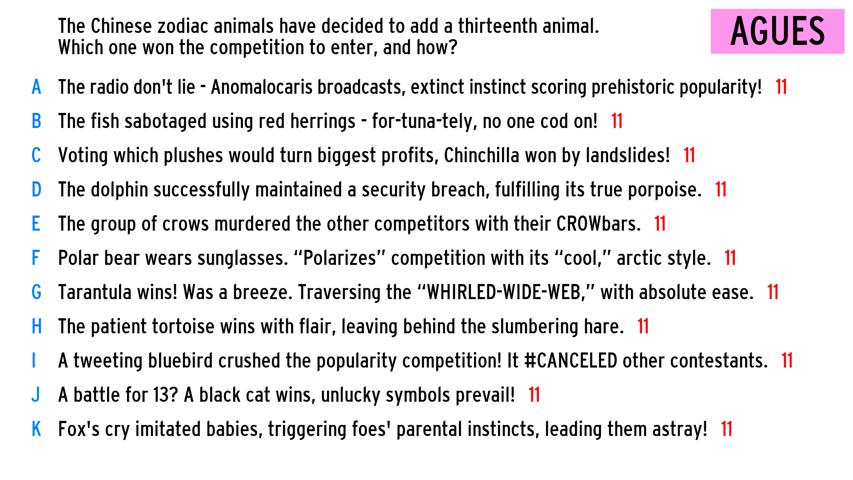 The Chinese zodiac animals have decided to add a thirteenth animal.
Which one won the competition to enter, and how?
AGUES
A The radio don't lie - Anomalocaris broadcasts, extinct instinct scoring prehistoric popularity! 11
B The fish sabotaged using red herrings - for-tuna-tely, no one cod on! 11
C Voting which plushes would turn biggest profits, Chinchilla won by landslides! 11
D The dolphin successfully maintained a security breach, fulfilling its true porpoise. 11
E The group of crows murdered the other competitors with their CROWbars. 11
F Polar bear wears sunglasses. “Polarizes” competition with its “cool,” arctic style. 11
G Tarantula wins! Was a breeze. Traversing the “WHIRLED-WIDE-WEB,” with absolute ease. 11
H The patient tortoise wins with flair, leaving behind the slumbering hare. 11
I A tweeting bluebird crushed the popularity competition! It #CANCELED other contestants. 11
J A battle for 13? A black cat wins, unlucky symbols prevail! 11
K Fox's cry imitated babies, triggering foes' parental instincts, leading them astray! 11